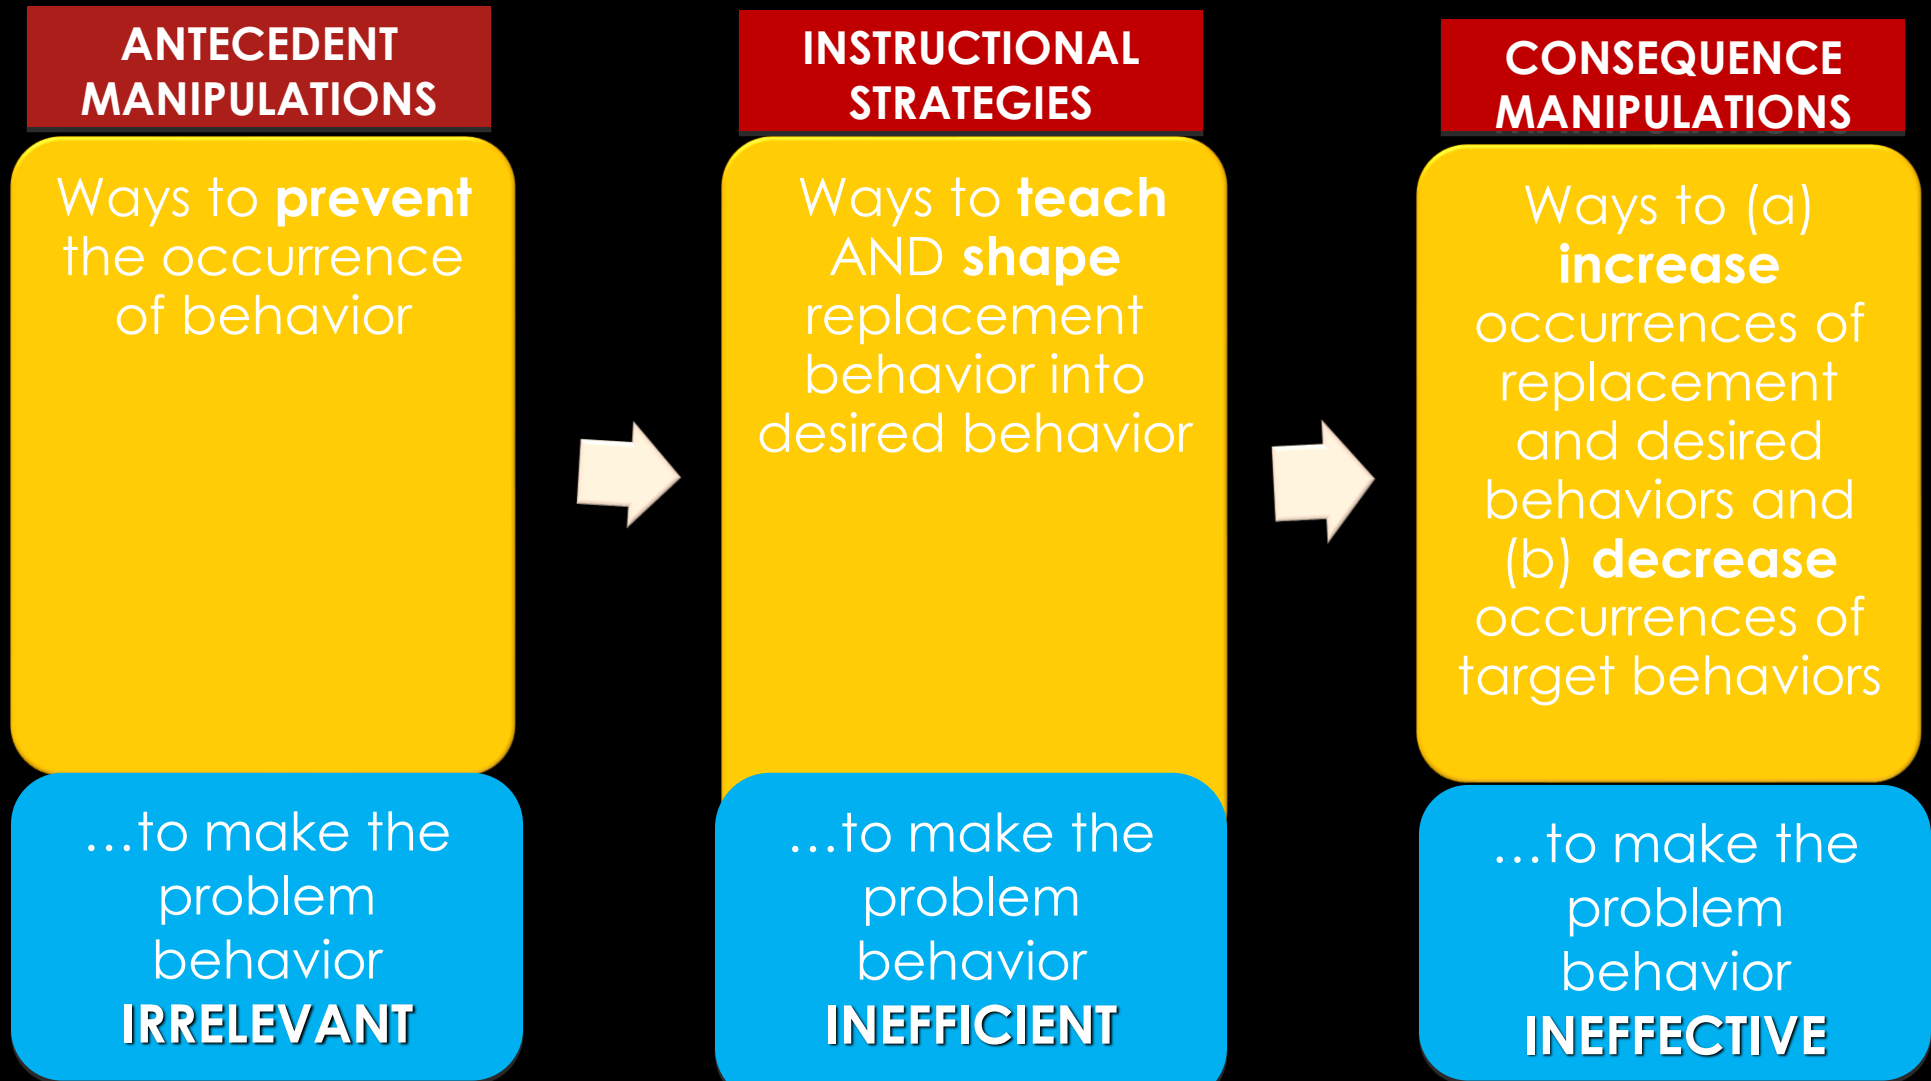 ANTECEDENT
MANIPULATIONS
Ways to prevent
the occurrence
of behavior
…to make the
problem
behavior
IRRELEVANT
INSTRUCTIONAL
STRATEGIES
Ways to teach
AND shape
replacement
behavior into
desired behavior
…to make the
problem
behavior
INEFFICIENT
CONSEQUENCE
MANIPULATIONS
Ways to (a)
increase
occurrences of
replacement
and desired
behaviors and
(b) decrease
occurrences of
target behaviors
…to make the
problem
behavior
INEFFECTIVE